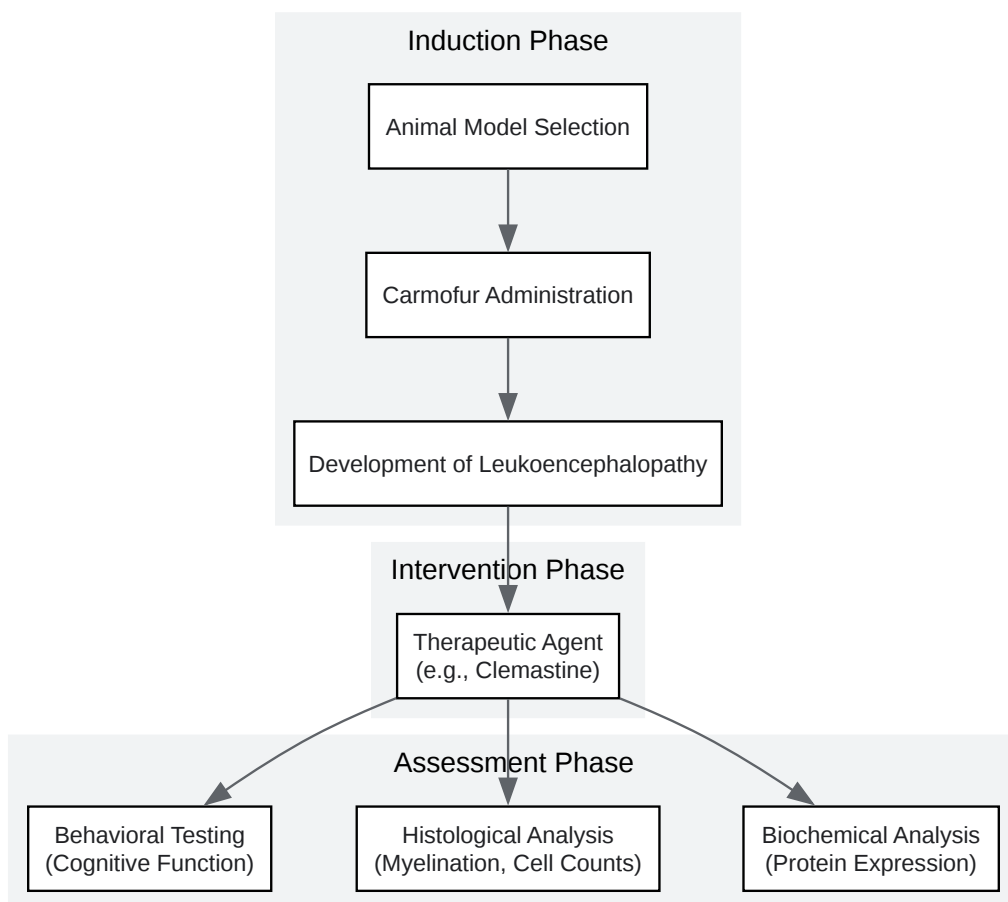 Induction Phase
Animal Model Selection
Carmofur Administration
Development of Leukoencephalopathy
Intervention Phase
Therapeutic Agent
(e.g., Clemastine)
Assessment Phase
Behavioral Testing
(Cognitive Function)
Histological Analysis
(Myelination, Cell Counts)
Biochemical Analysis
(Protein Expression)